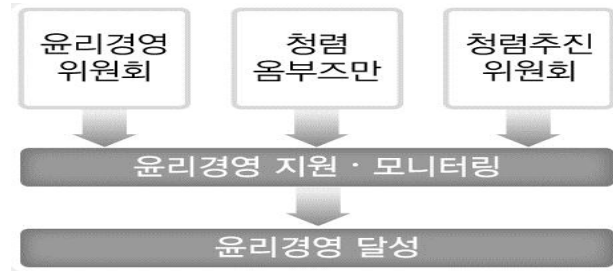 윤리경영
위원회
청렴
옴부즈만
청렴추진
위원회
윤리경영 지원 · 모니터링
윤리경영 달성